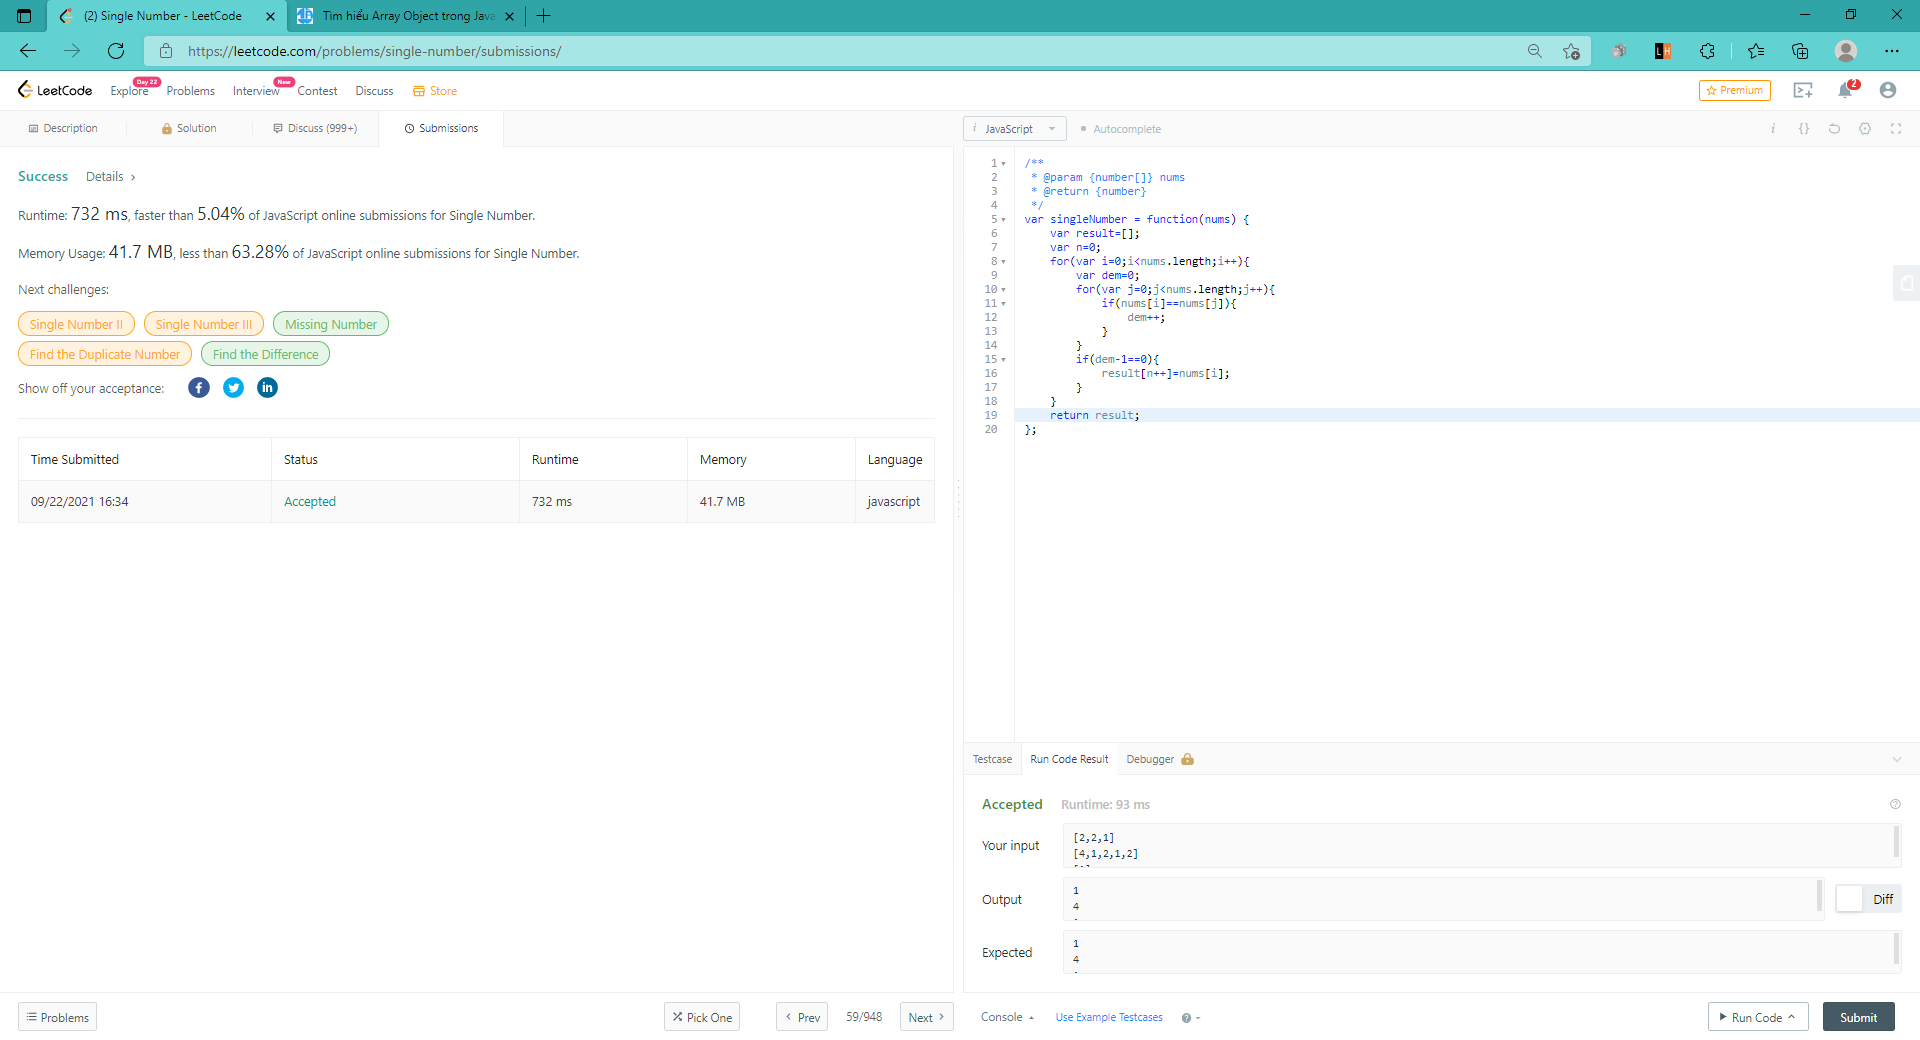 (2) Single Number - LeetCode
Tìm hiểu Array Object trong Java
https://leetcode.com/problems/single-number/submissions/
LeetCode
Explore
Day 22
Problems
Interview
New
Contest
Discuss
Store
Premium
2
Description
Solution
Discuss (999+)
Submissions
i JavaScript
Autocomplete
i {}
Success Details ›
Runtime: 732 ms, faster than 5.04% of JavaScript online submissions for Single Number.
Memory Usage: 41.7 MB, less than 63.28% of JavaScript online submissions for Single Number.
Next challenges:
Single Number II
Single Number III
Missing Number
Find the Duplicate Number
Find the Difference
Show off your acceptance:
Time Submitted Status Runtime Memory Language
09/22/2021 16:34 Accepted 732 ms 41.7 MB javascript
1 /**
2 * @param {number[]} nums
3 * @return {number}
4 */
5 var singleNumber = function(nums) {
6 var result=[];
7 var n=0;
8 for(var i=0;i<nums.length;i++){
9 var dem=0;
10 for(var j=0;j<nums.length;j++){
11 if(nums[i]==nums[j]){
12 dem++;
13 }
14 }
15 if(dem-1==0){
16 result[n++]=nums[i];
17 }
18 }
19 return result;
20 };
Testcase
Run Code Result
Debugger
Accepted Runtime: 93 ms
Your input
[2,2,1]
[4,1,2,1,2]
Output
1
4
Diff
Expected
1
4
Problems
Pick One
‹ Prev
59/948
Next ›
Console
Use Example Testcases
Run Code
Submit